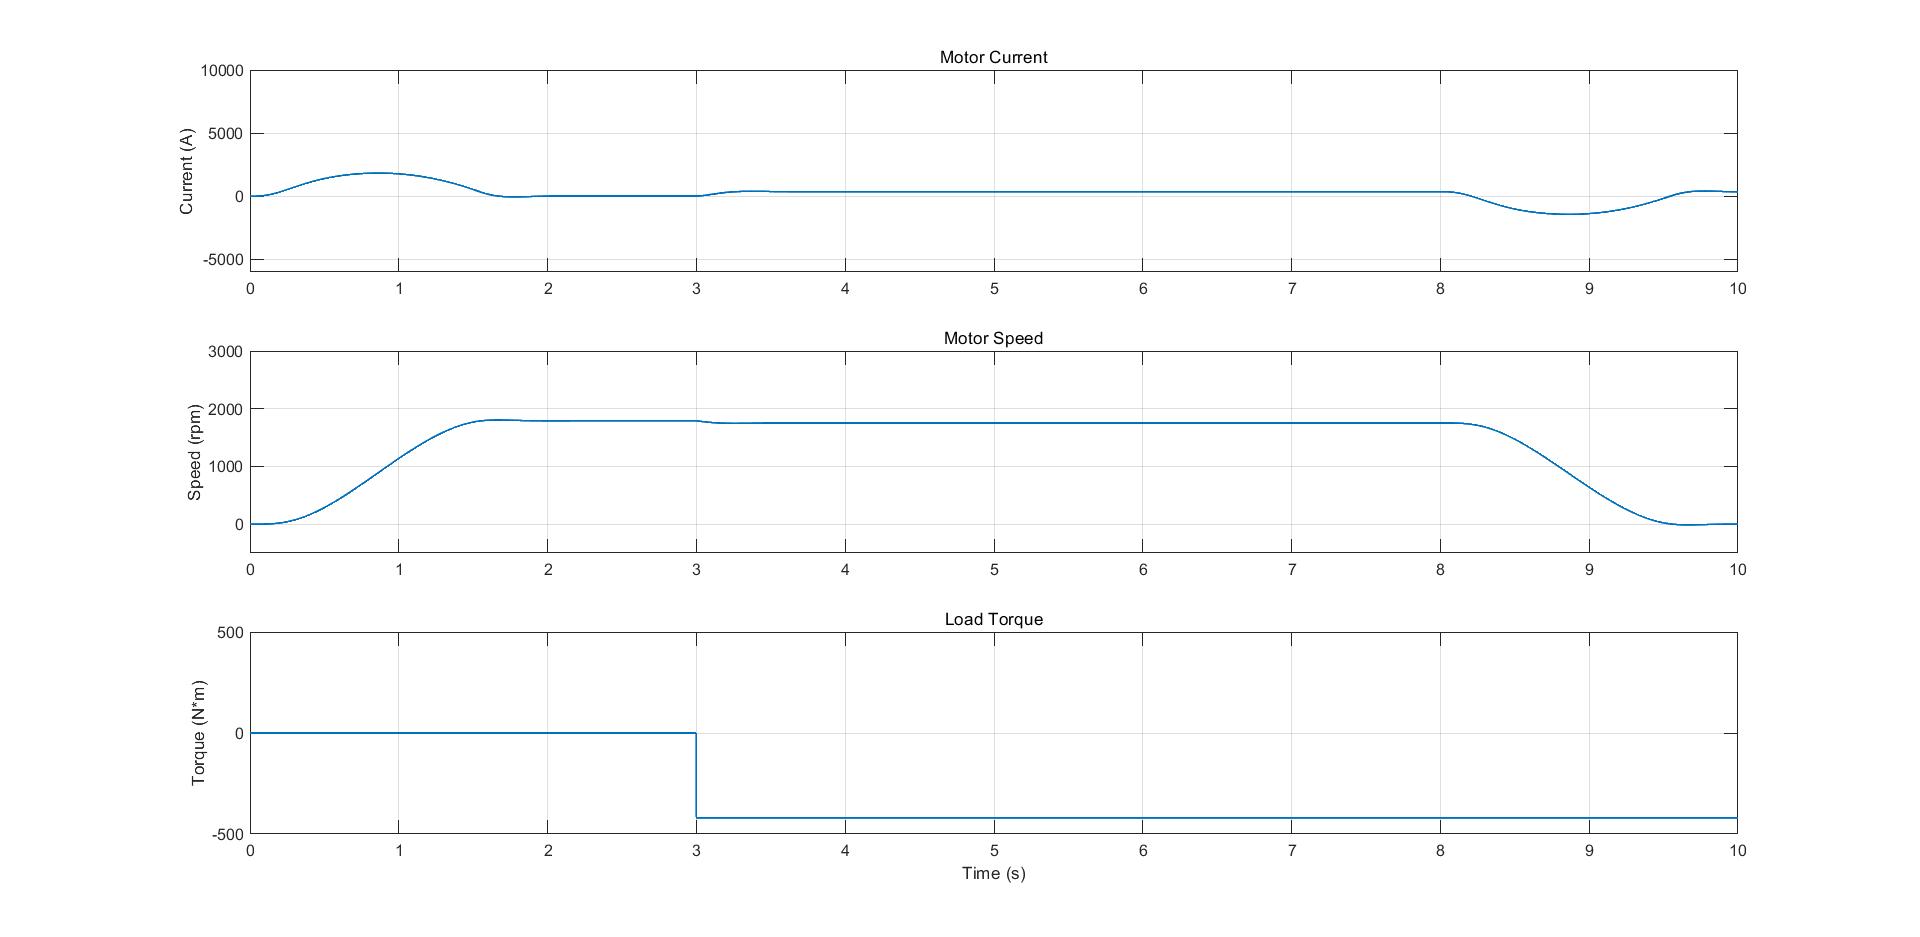 Motor Current
10000
5000
0
-5000
Current (A)
0 1 2 3 4 5 6 7 8 9 10
Motor Speed
3000
2000
1000
0
Speed (rpm)
0 1 2 3 4 5 6 7 8 9 10
Load Torque
500
0
-500
Torque (N*m)
0 1 2 3 4 5 6 7 8 9 10
Time (s)